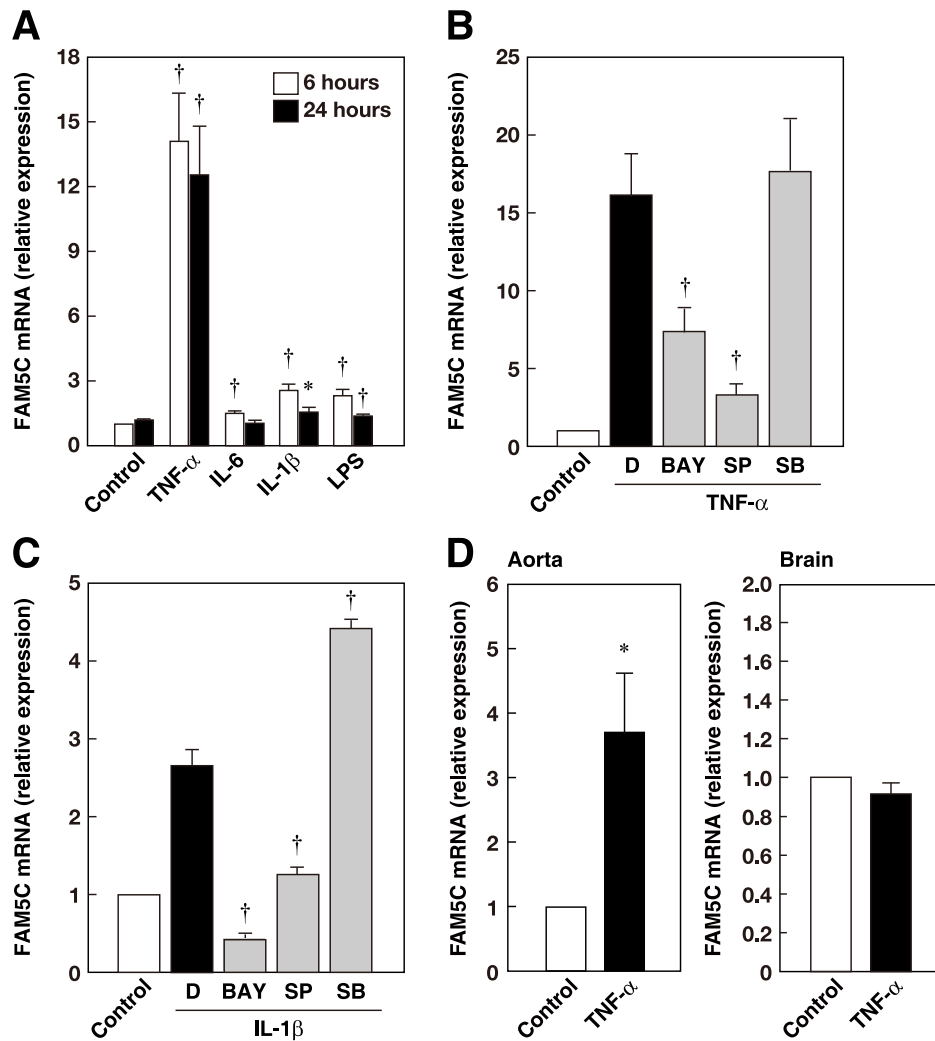 A
FAM5C mRNA (relative expression)
18
15
12
9
6
3
0
† † † † * † †
6 hours
24 hours
Control TNF-α IL-6 IL-1β LPS
B
FAM5C mRNA (relative expression)
25
20
15
10
5
0
† †
Control D BAY SP SB
TNF-α
C
FAM5C mRNA (relative expression)
5
4
3
2
1
0
† † †
Control D BAY SP SB
IL-1β
D
Aorta
FAM5C mRNA (relative expression)
6
5
4
3
2
1
0
*
Control TNF-α
Brain
FAM5C mRNA (relative expression)
2.0
1.8
1.6
1.4
1.2
1.0
0.8
0.6
0.4
0.2
0
Control TNF-α